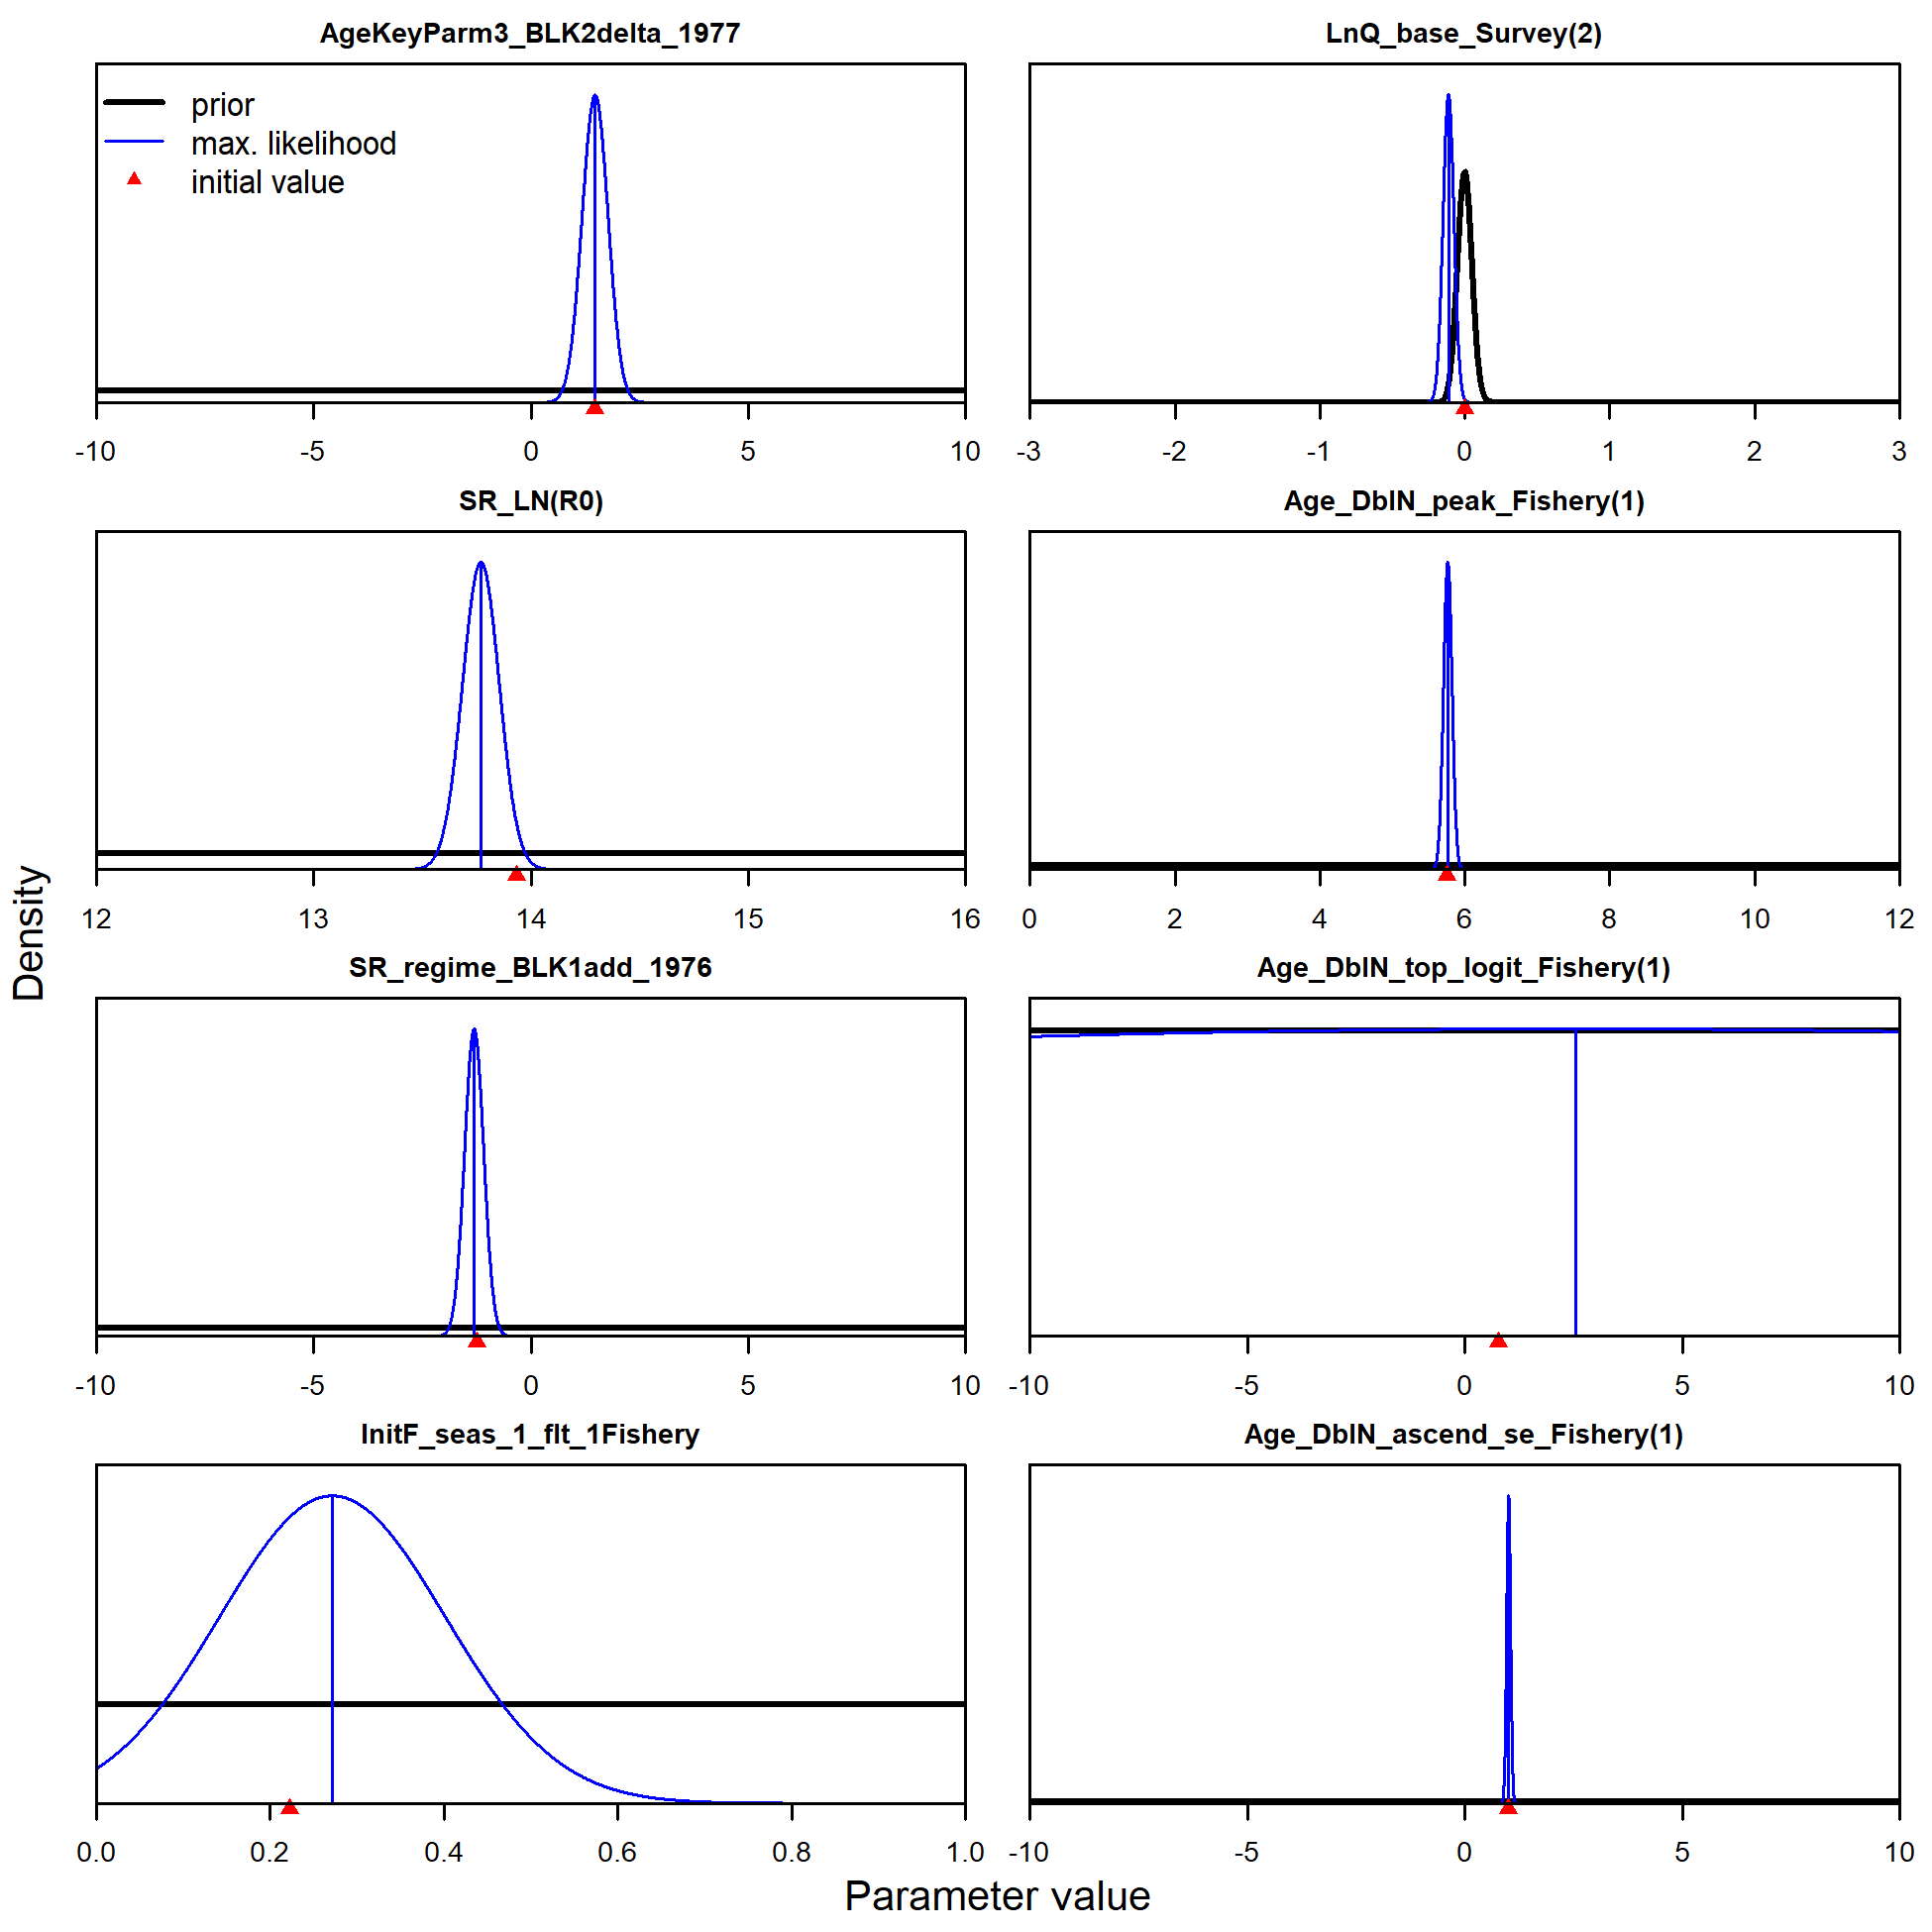 AgeKeyParm3_BLK2delta_1977
prior
max. likelihood
initial value
-10 -5 0 5 10
LnQ_base_Survey(2)
-3 -2 -1 0 1 2 3
SR_LN(R0)
12 13 14 15 16
Age_DblN_peak_Fishery(1)
0 2 4 6 8 10 12
SR_regime_BLK1add_1976
-10 -5 0 5 10
Age_DblN_top_logit_Fishery(1)
-10 -5 0 5 10
InitF_seas_1_flt_1Fishery
0.0 0.2 0.4 0.6 0.8 1.0
Age_DblN_ascend_se_Fishery(1)
-10 -5 0 5 10
Density
Parameter value